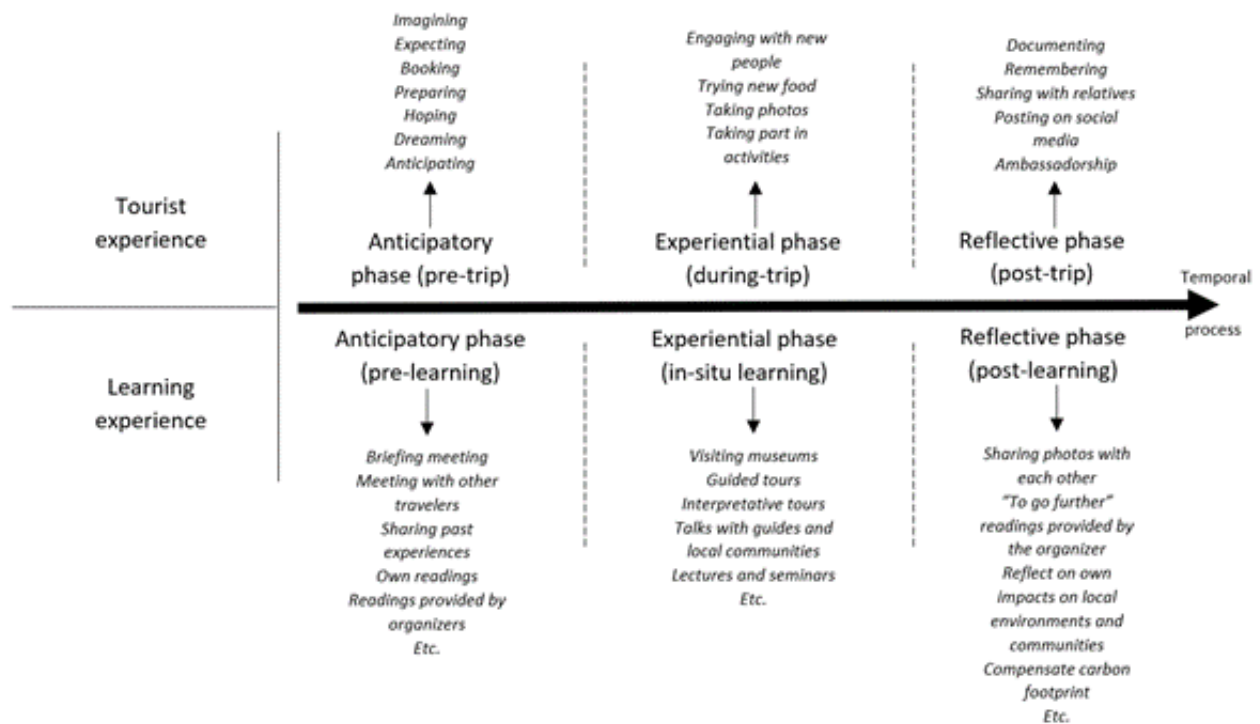 Imagining
Expecting
Booking
Preparing
Hoping
Dreaming
Anticipating
Engaging with new
people
Trying new food
Taking photos
Taking part in
activities
Documenting
Remembering
Sharing with relatives
Posting on social
media
Ambassadorship
Tourist
experience
Anticipatory
phase (pre-trip)
Experiential phase
(during-trip)
Reflective phase
(post-trip)
Temporal
process
Learning
experience
Anticipatory phase
(pre-learning)
Experiential phase
(in-situ learning)
Reflective phase
(post-learning)
Briefing meeting
Meeting with other
travelers
Sharing past
experiences
Own readings
Readings provided by
organizers
Etc.
Visiting museums
Guided tours
Interpretative tours
Talks with guides and
local communities
Lectures and seminars
Etc.
Sharing photos with
each other
"To go further"
readings provided by
the organizer
Reflect on own
impacts on local
environments and
communities
Compensate carbon
footprint
Etc.